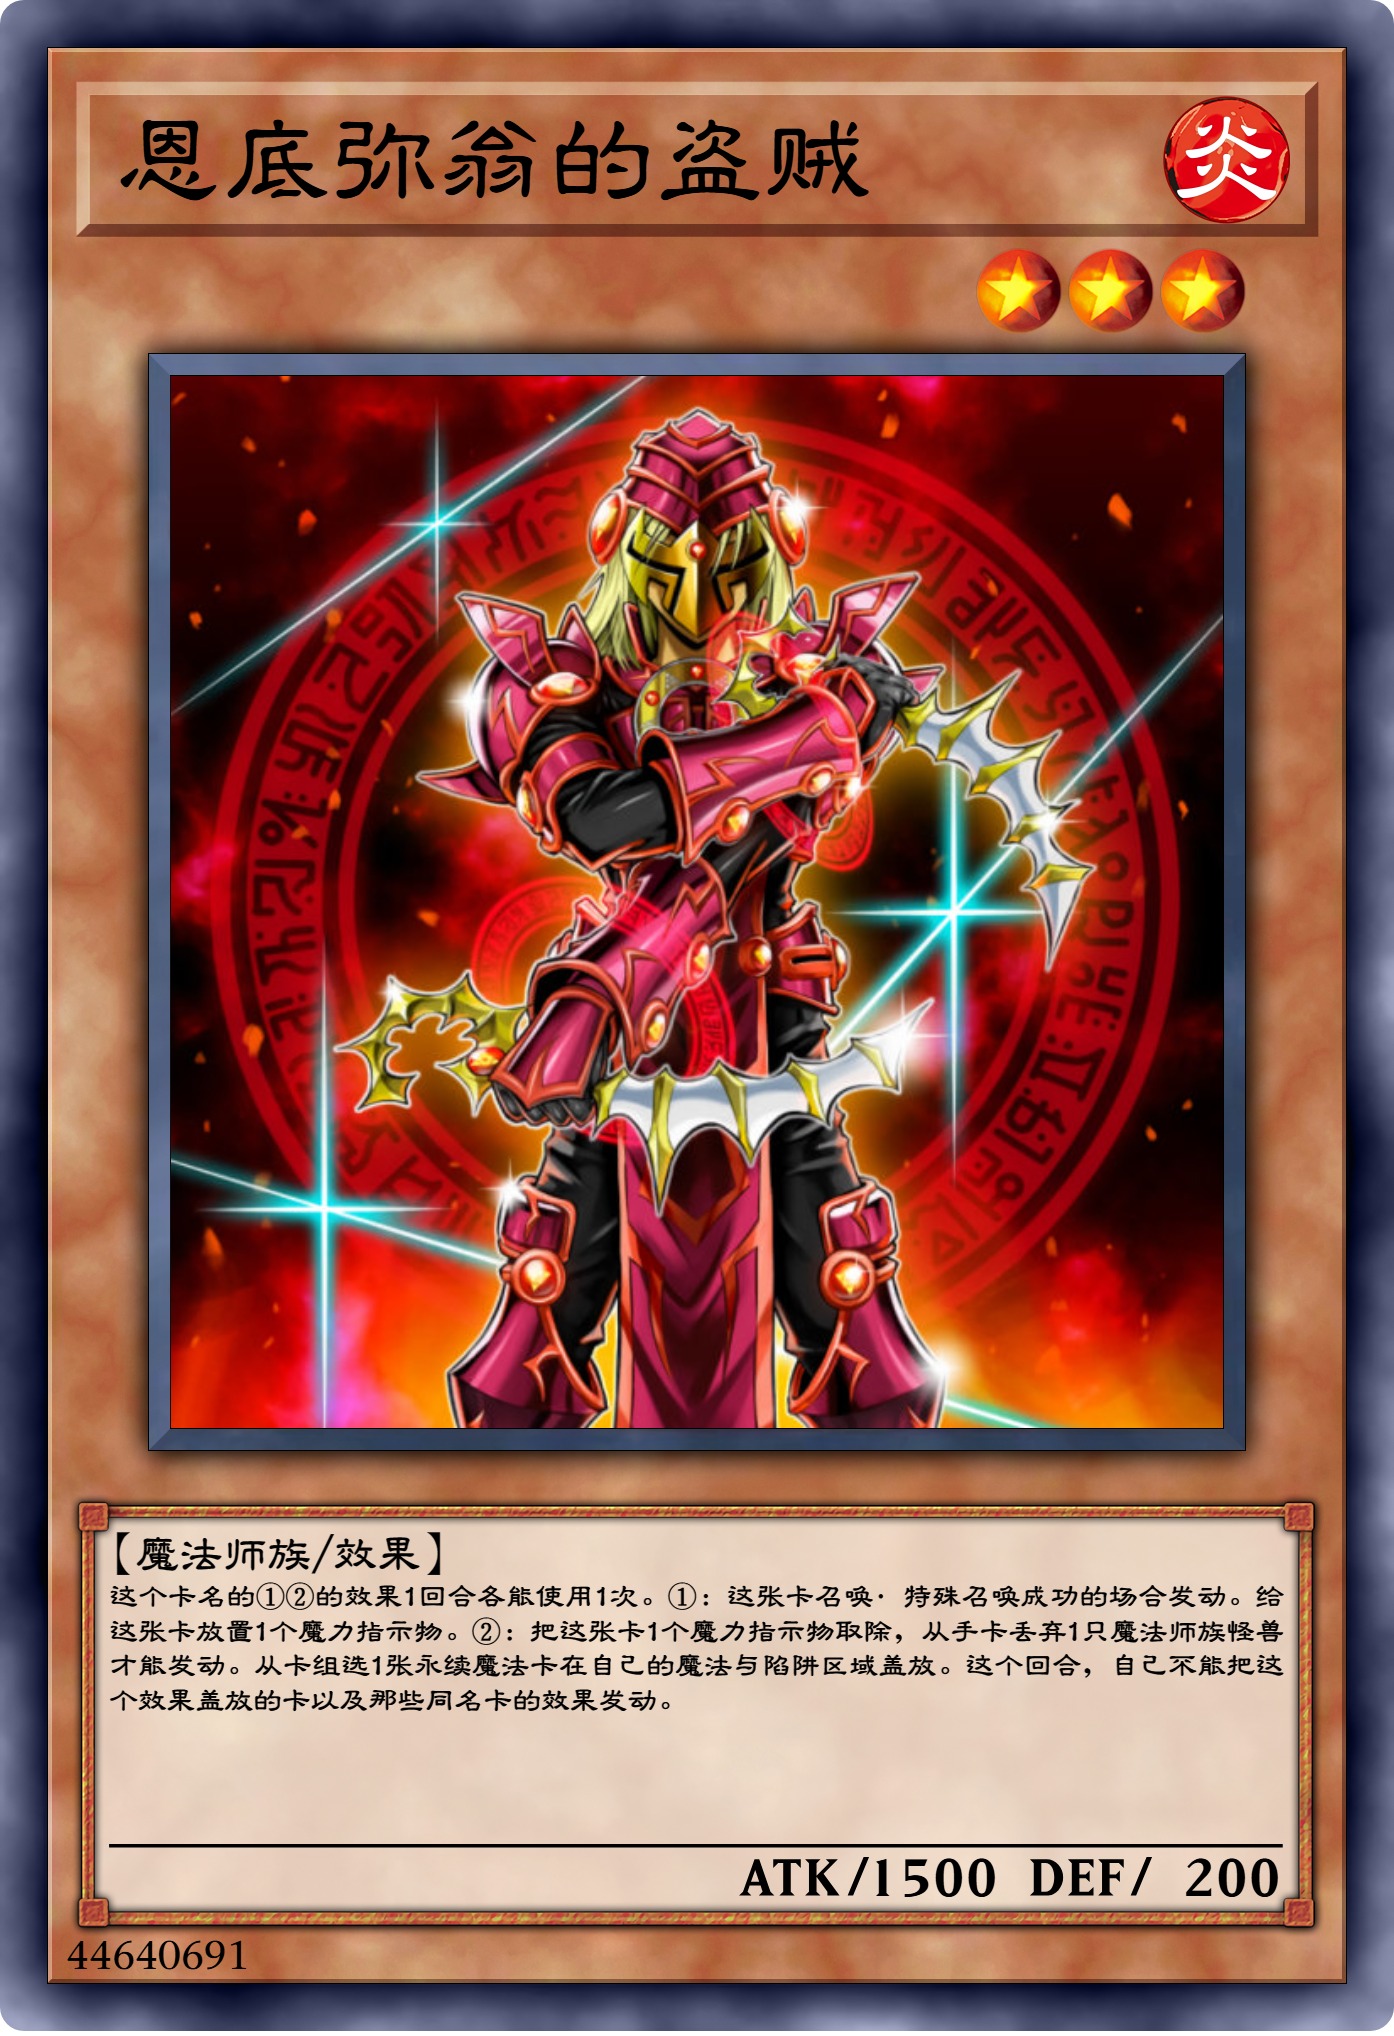 恩底弥翁的盗贼
炎
【魔法师族/效果】
这个卡名的①②的效果1回合各能使用1次。①：这张卡召唤·特殊召唤成功的场合发动。给
这张卡放置1个魔力指示物。②：把这张卡1个魔力指示物取除，从手卡丢弃1只魔法师族怪兽
才能发动。从卡组选1张永续魔法卡在自己的魔法与陷阱区域盖放。这个回合，自己不能把这
个效果盖放的卡以及那些同名卡的效果发动。
ATK/1500 DEF/ 200
44640691